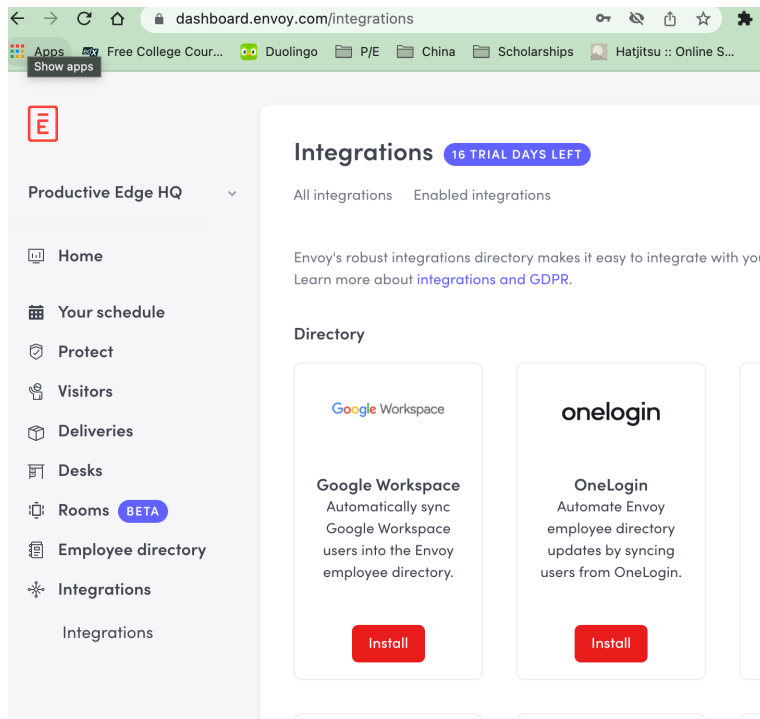 dashboard.envoy.com/integrations
Apps
Free College Cour...
Duolingo
P/E
China
Scholarships
Hatjitsu :: Online S...
Show apps
Productive Edge HQ
Home
Your schedule
Protect
Visitors
Deliveries
Desks
Rooms BETA
Employee directory
Integrations
Integrations
Integrations 16 TRIAL DAYS LEFT
All integrations Enabled integrations
Envoy's robust integrations directory makes it easy to integrate with
Learn more about integrations and GDPR.
Directory
Google Workspace
Google Workspace
Automatically sync
Google Workspace
users into the Envoy
employee directory.
Install
onelogin
OneLogin
Automate Envoy
employee directory
updates by syncing
users from OneLogin.
Install